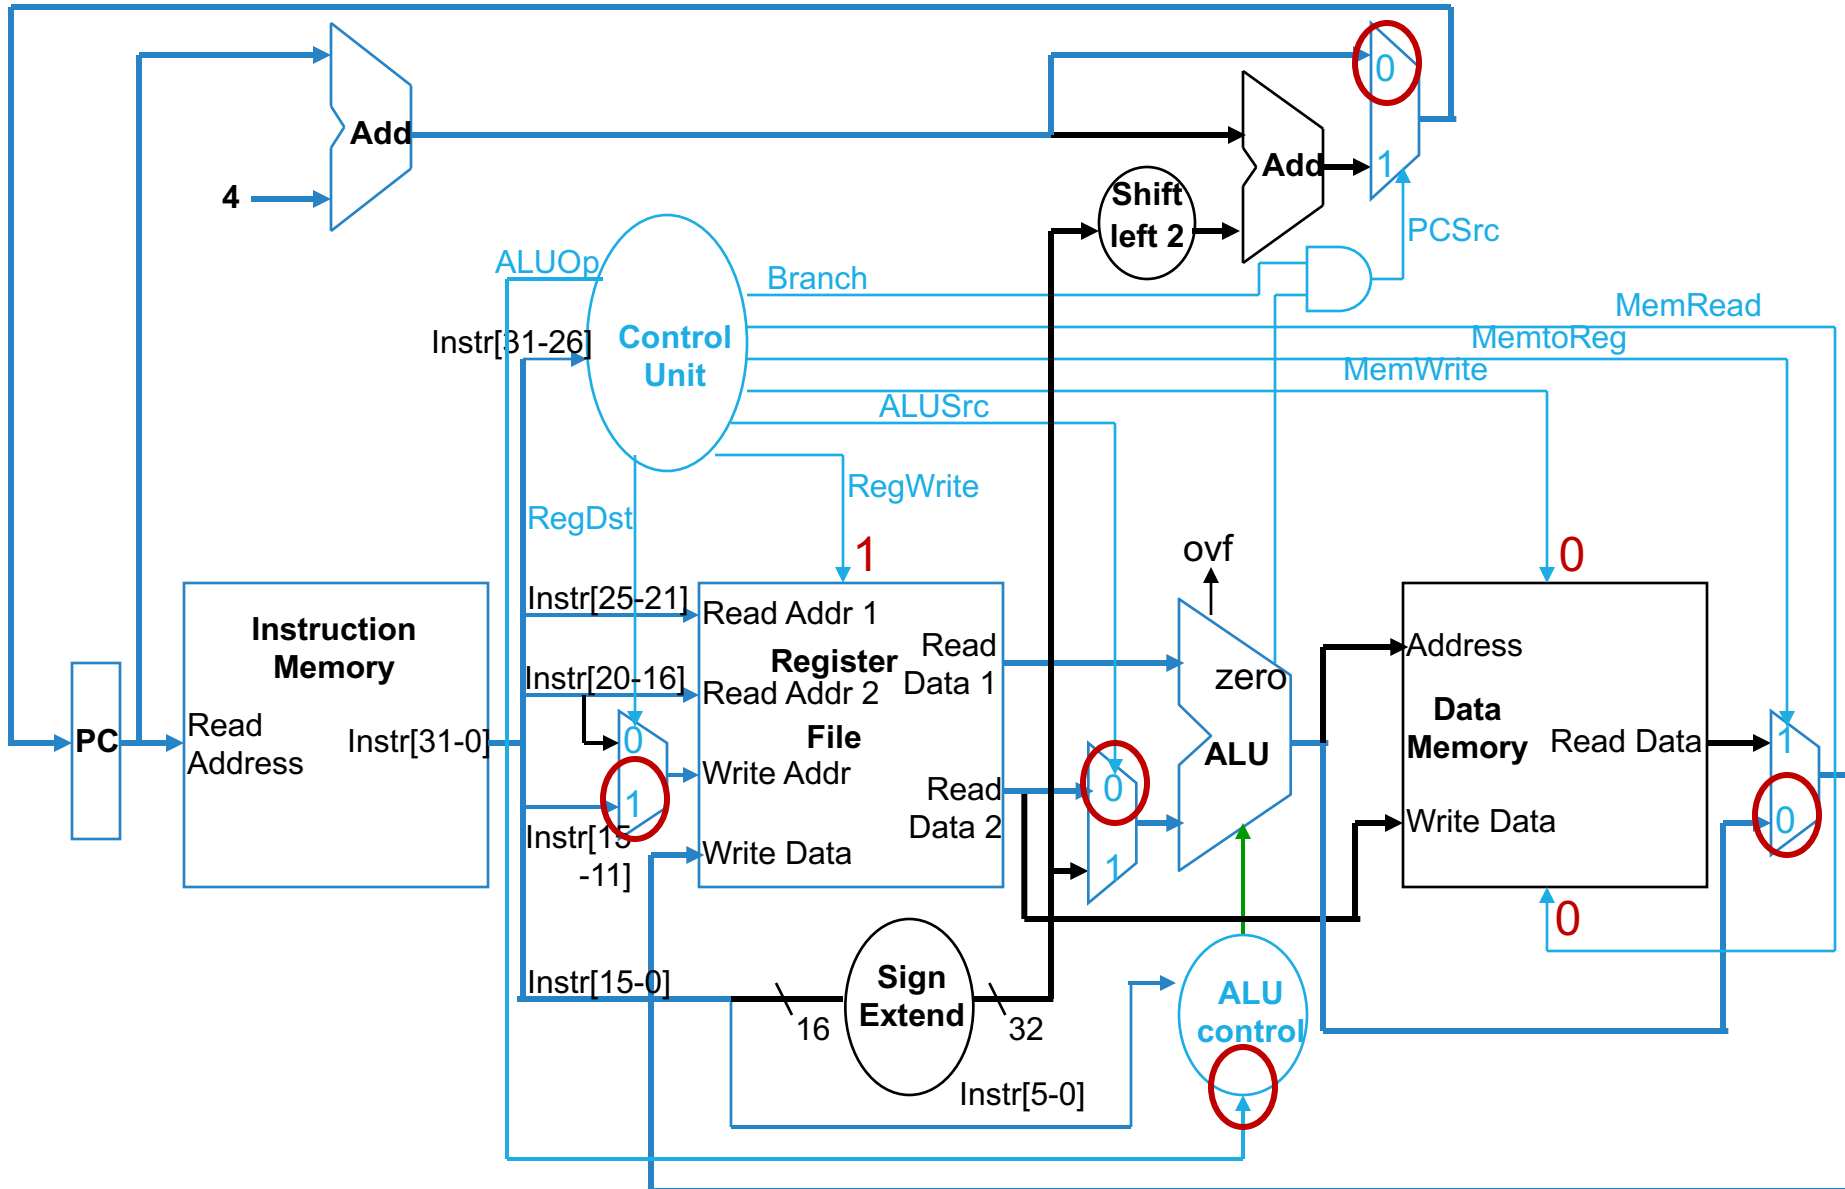 0
Add
1
Add
4
Shift
left 2
PCSrc
ALUOp
Branch
MemRead
Instr[31-26]
Control
Unit
MemtoReg
MemWrite
ALUSrc
RegWrite
RegDst
1
ovf
0
Instr[25-21]
Read Addr 1
Instruction
Memory
Register
File
Read
Data 1
zero
Address
Instr[20-16]
Read Addr 2
PC
Read
Address
Instr[31-0]
0
Write Addr
ALU
Data
Memory
Read Data
1
1
Read
Data 2
0
Write Data
0
Instr[15
-11]
Write Data
1
0
Instr[15-0]
16
Sign
Extend
32
ALU
control
Instr[5-0]